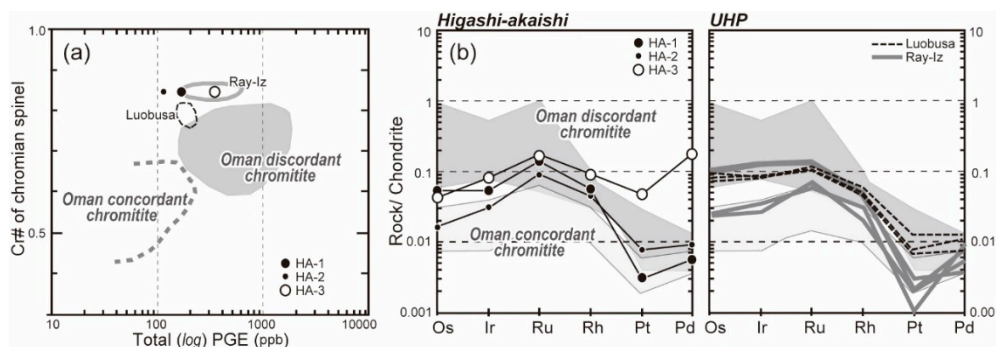 Higashi-akaishi
UHP
(a)
1.0
0.5
Cr# of chromian spinel
Ray-Iz
Luobusa
Oman discordant
chromitite
Oman concordant
chromitite
HA-1
HA-2
HA-3
10
100
1000
10000
Total (log) PGE (ppb)
(b)
HA-1
HA-2
HA-3
10
1
0.1
0.01
0.001
Rock/ Chondrite
Oman discordant
chromitite
Oman concordant
chromitite
Os
Ir
Ru
Rh
Pt
Pd
Luobusa
Ray-Iz
10
1
0.1
0.01
0.00
Os
Ir
Ru
Rh
Pt
Pd